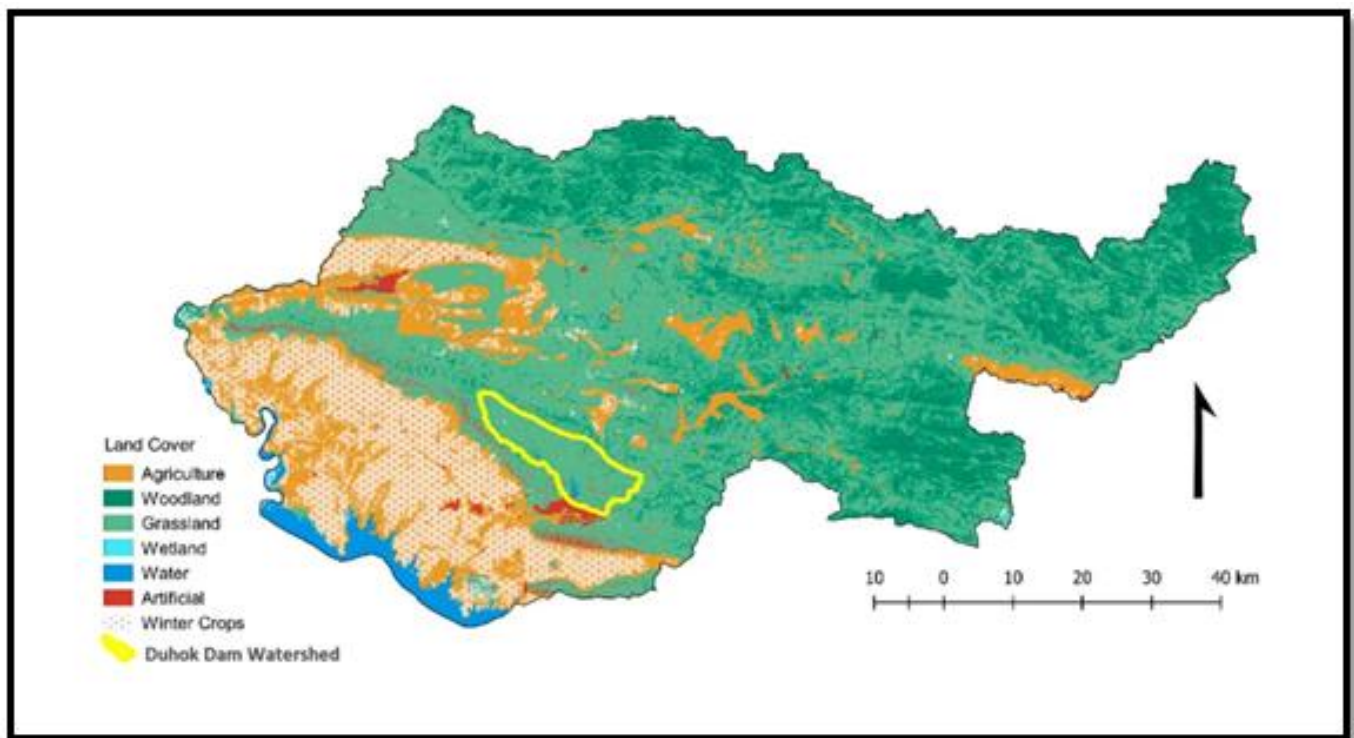 Land Cover
Agriculture
Woodland
Grassland
Wetland
Water
Artificial
Winter Crops
Duhok Dam Watershed
10 0 10 20 30 40 km